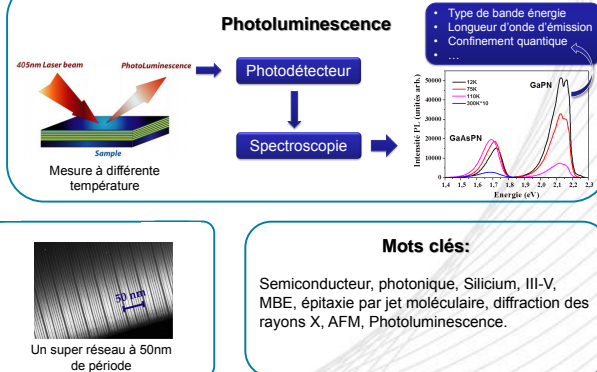 Photoluminescence
405nm Laser beam
PhotoLuminescence
Sample
Mesure à différente
température
Photodétecteur
Spectroscopie
• Type de bande énergie
• Longueur d'onde d'émission
• Confinement quantique
• ...
Intensité PL (unités arb.)
50000
40000
30000
20000
10000
0
12K
75K
110K
300K*10
GaPN
GaAsPN
1,4 1,5 1,6 1,7 1,8 1,9 2,0 2,1 2,2 2,3
Energie (eV)
50 nm
Un super réseau à 50nm
de période
Mots clés:
Semiconducteur, photonique, Silicium, III-V,
MBE, épitaxie par jet moléculaire, diffraction des
rayons X, AFM, Photoluminescence.